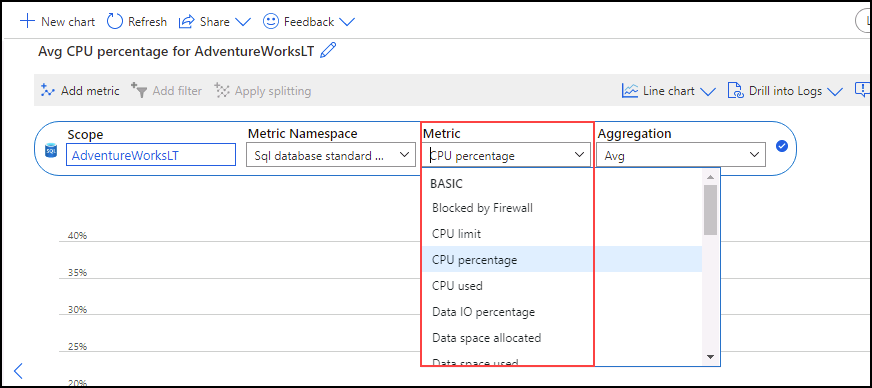 New chart Refresh Share Feedback
Avg CPU percentage for AdventureWorksLT
Add metric Add filter Apply splitting Line chart Drill into Logs
Scope Metric Namespace Metric Aggregation
SQL AdventureWorksLT Sql database standard ... CPU percentage Avg
BASIC
Blocked by Firewall
CPU limit
40%
CPU percentage
CPU used
35%
Data IO percentage
30%
Data space allocated
25%
Data space used
20%